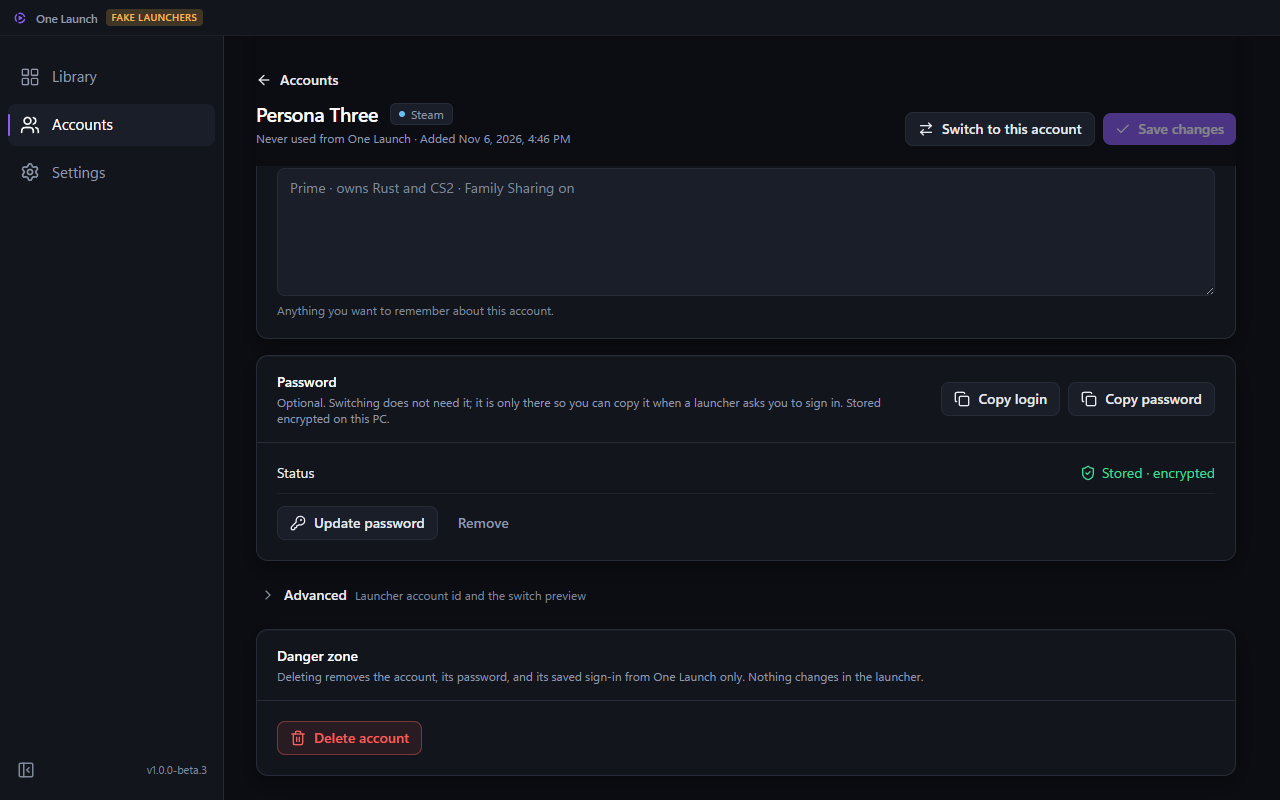 One Launch FAKE LAUNCHERS
Library
Accounts
Settings
v1.0.0-beta.3
Accounts
Persona Three Steam
Never used from One Launch · Added Nov 6, 2026, 4:46 PM
Switch to this account
Save changes
Prime · owns Rust and CS2 · Family Sharing on
Anything you want to remember about this account.
Password
Optional. Switching does not need it; it is only there so you can copy it when a launcher asks you to sign in. Stored
encrypted on this PC.
Copy login
Copy password
Status
Stored · encrypted
Update password
Remove
Advanced Launcher account id and the switch preview
Danger zone
Deleting removes the account, its password, and its saved sign-in from One Launch only. Nothing changes in the launcher.
Delete account